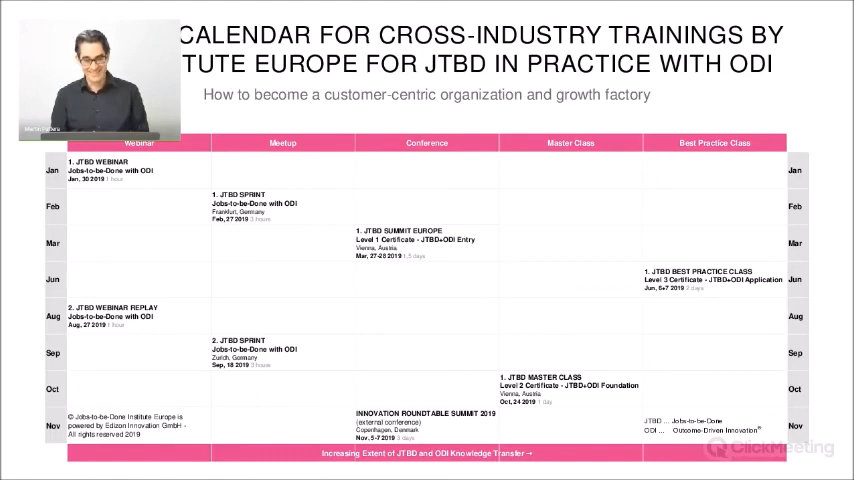 CALENDAR FOR CROSS-INDUSTRY TRAININGS BY
TUTE EUROPE FOR JTBD IN PRACTICE WITH ODI
How to become a customer-centric organization and growth factory
Webinar Meetup Conference Master Class Best Practice Class
Jan Jan
1. JTBD WEBINAR
Jobs-to-be-Done with ODI
Jan, 30 2019 1 hour
Feb Feb
1. JTBD SPRINT
Jobs-to-be-Done with ODI
Frankfurt, Germany
Feb, 27 2019 3 hours
Mar Mar
1. JTBD SUMMIT EUROPE
Level 1 Certificate - JTBD+ODI Entry
Vienna, Austria
Mar, 27-28 2019 1,5 days
Jun Jun
1. JTBD BEST PRACTICE CLASS
Level 3 Certificate - JTBD+ODI Application
Jun, 6+7 2019 2 days
Aug Aug
2. JTBD WEBINAR REPLAY
Jobs-to-be-Done with ODI
Aug, 27 2019 1 hour
Sep Sep
2. JTBD SPRINT
Jobs-to-be-Done with ODI
Zurich, Germany
Sep, 18 2019 3 hours
Oct Oct
1. JTBD MASTER CLASS
Level 2 Certificate - JTBD+ODI Foundation
Vienna, Austria
Oct, 24 2019 1 day
Nov Nov
© Jobs-to-be-Done Institute Europe is
powered by Edizon Innovation GmbH -
All rights reserved 2019
INNOVATION ROUNDTABLE SUMMIT 2019
(external conference)
Copenhagen, Denmark
Nov, 5-7 2019 3 days
JTBD ... Jobs-to-be-Done
ODI ... Outcome-Driven Innovation®
ClickMeeting
Increasing Extent of JTBD and ODI Knowledge Transfer →